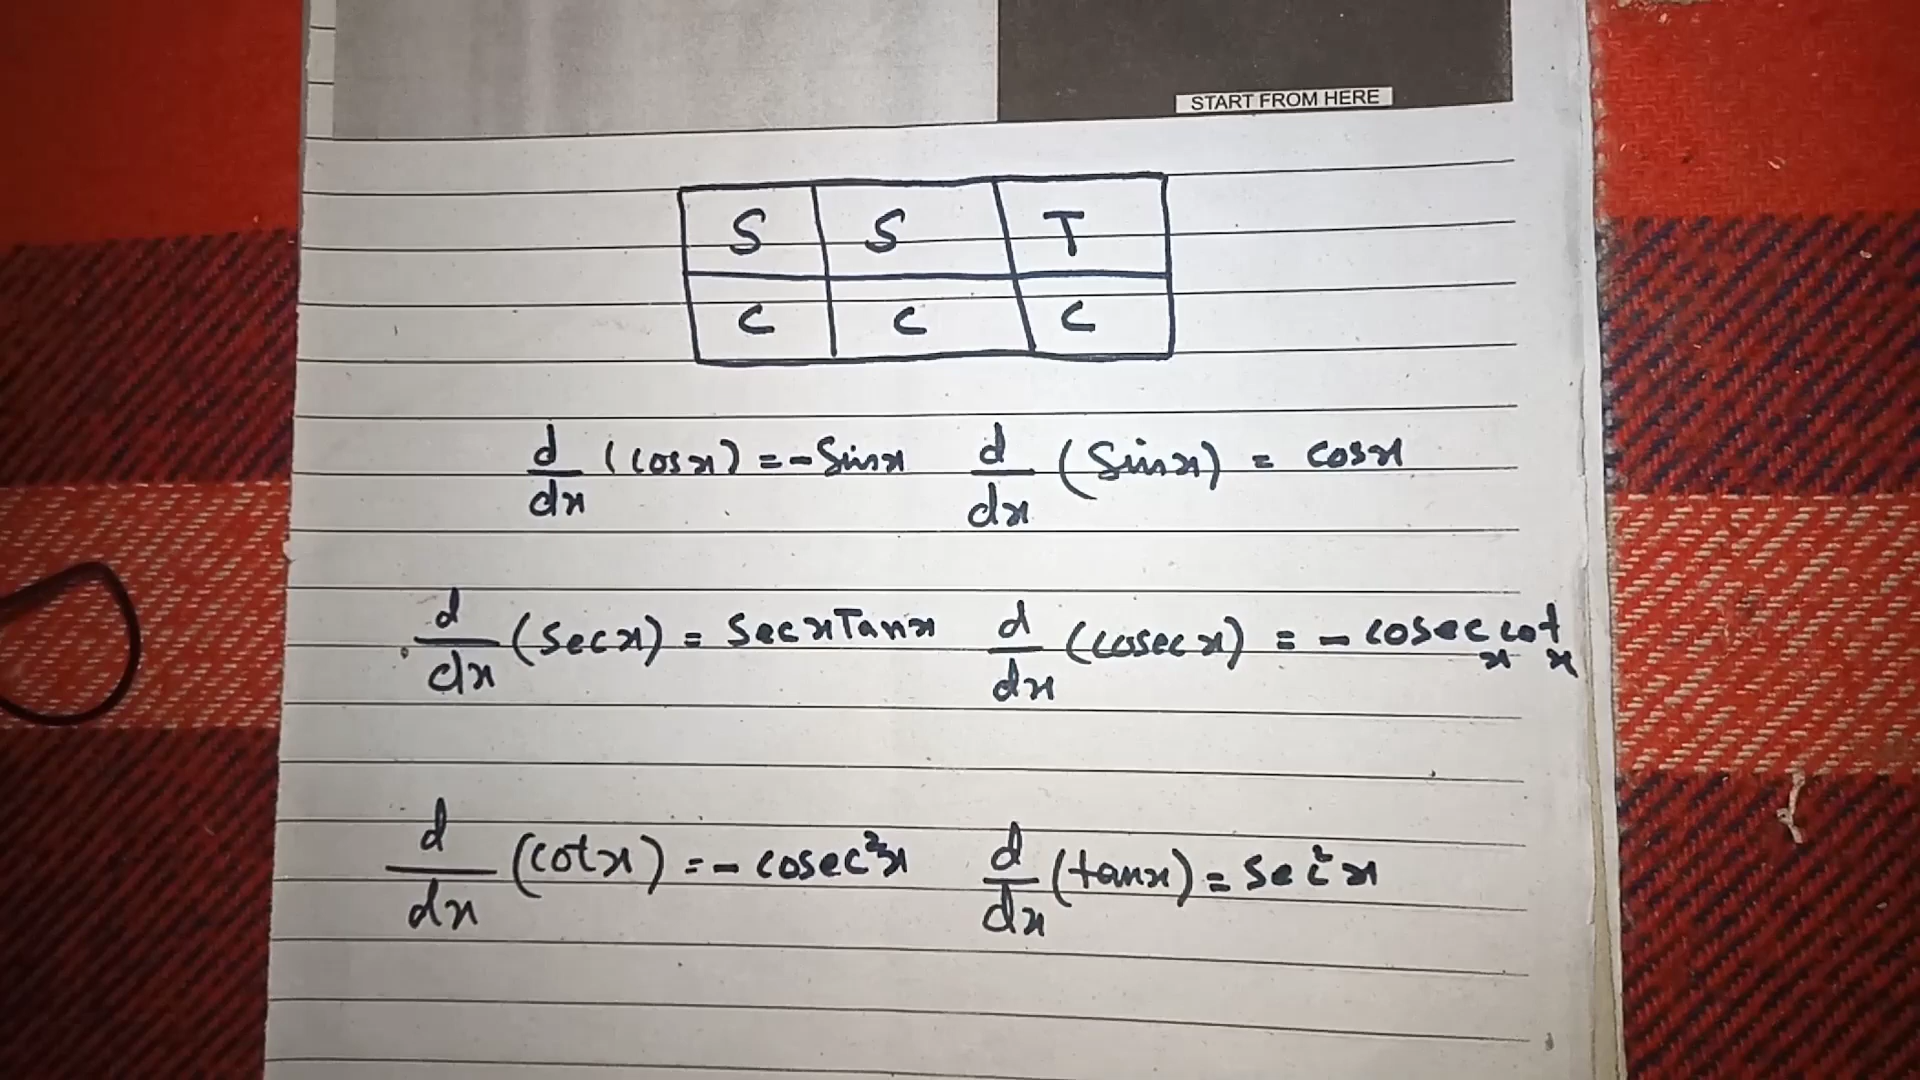 START FROM HERE
S S T
C C C
d/dx (cosx) = -Sinx d/dx (Sinx) = cosx
d/dx (Secx) = SecxTanx d/dx (cosecx) = - cosecx cotx
d/dx (cotx) = - cosec²x d/dx (tanx) = Sec²x